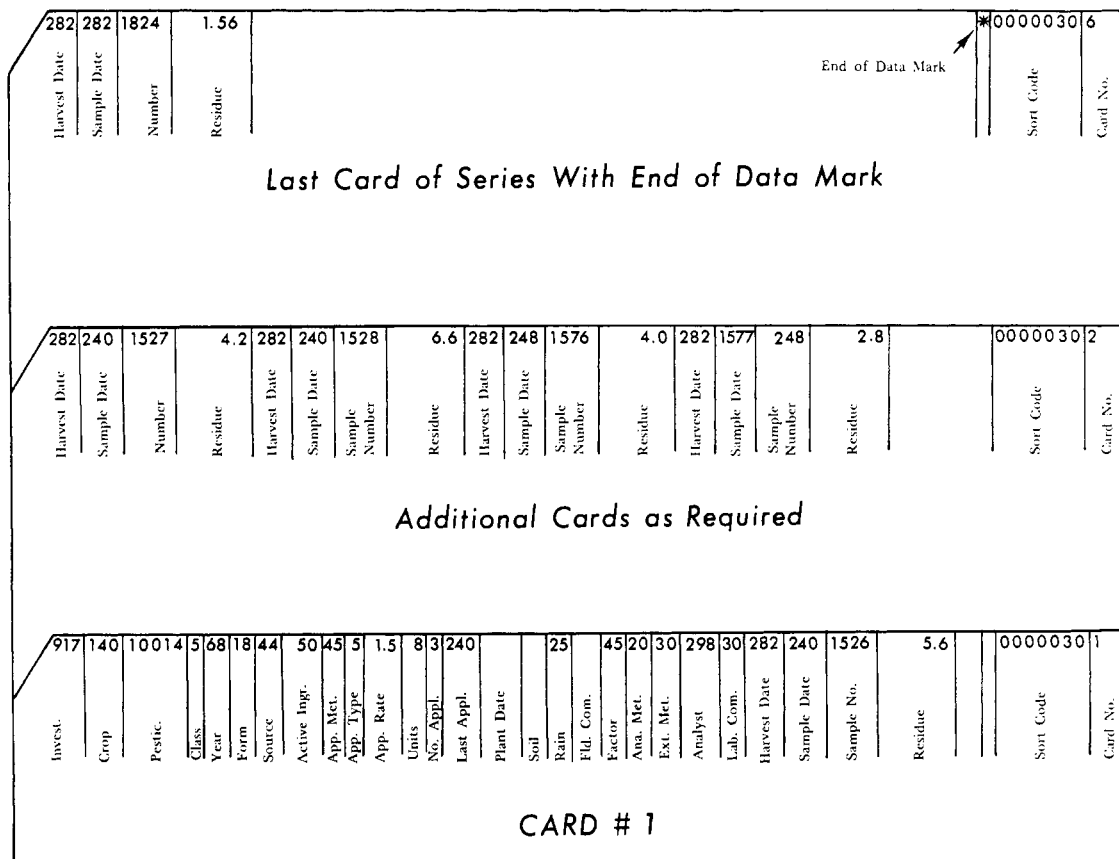 282 282 1824 1.56 * 0000030 6
End of Data Mark
Harvest Date Sample Date Number Residue Sort Code Card No.
Last Card of Series With End of Data Mark
282 240 1527 4.2 282 240 1528 6.6 282 248 1576 4.0 282 1577 248 2.8 0000030 2
Harvest Date Sample Date Number Residue Harvest Date Sample Date Sample Number Residue Harvest Date Sample Date Sample Number Residue Harvest Date Sample Date Sample Number Residue Sort Code Card No.
Additional Cards as Required
917 140 10014 5 68 18 44 50 45 5 1.5 8 3 240 25 45 20 30 298 30 282 240 1526 5.6 0000030 1
Invest. Crop Pestic. Class Year Form Source Active Ingr. App. Met. App. Type App. Rate Units No. Appl. Last Appl. Plant Date Soil Rain Fld. Com. Factor Ana. Met. Ext. Met. Analyst Lab. Com. Harvest Date Sample Date Sample No. Residue Sort Code Card No.
CARD # 1